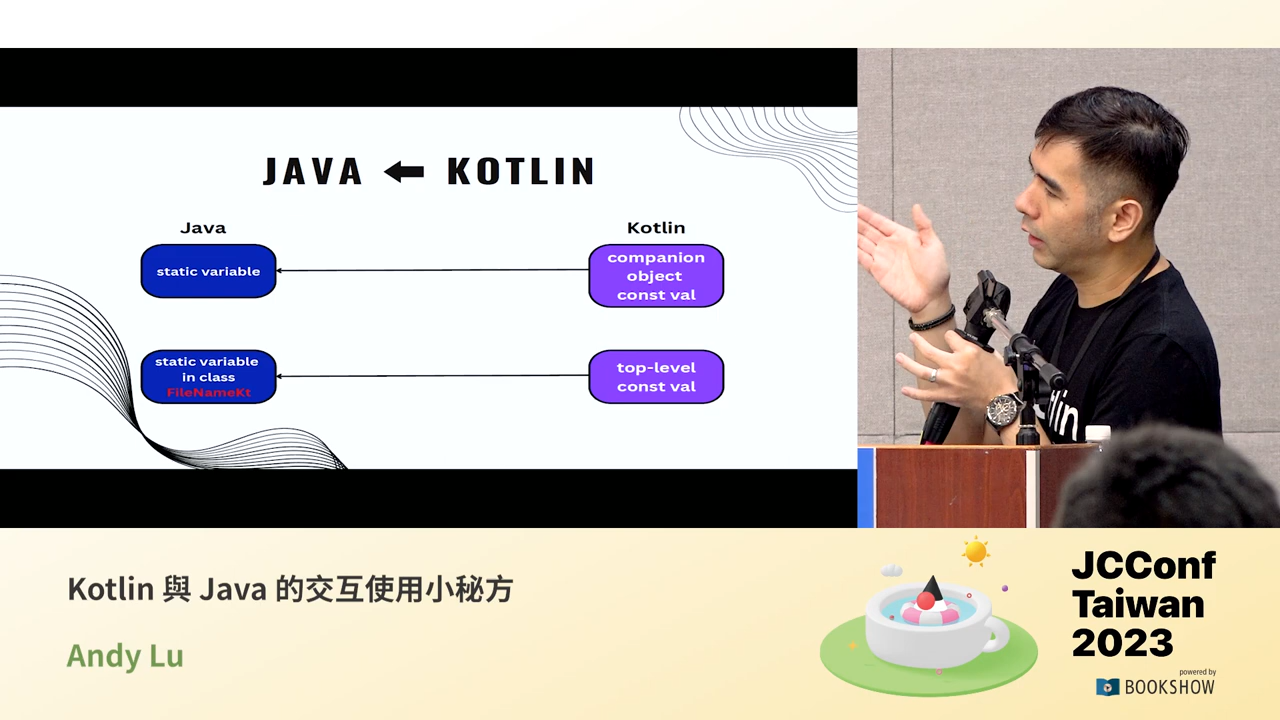 JAVA ← KOTLIN
Java
Kotlin
static variable
companion
object
const val
static variable
in class
FileNameKt
top-level
const val
Kotlin 與 Java 的交互使用小秘方
Andy Lu
JCConf
Taiwan
2023
powered by
BOOKSHOW